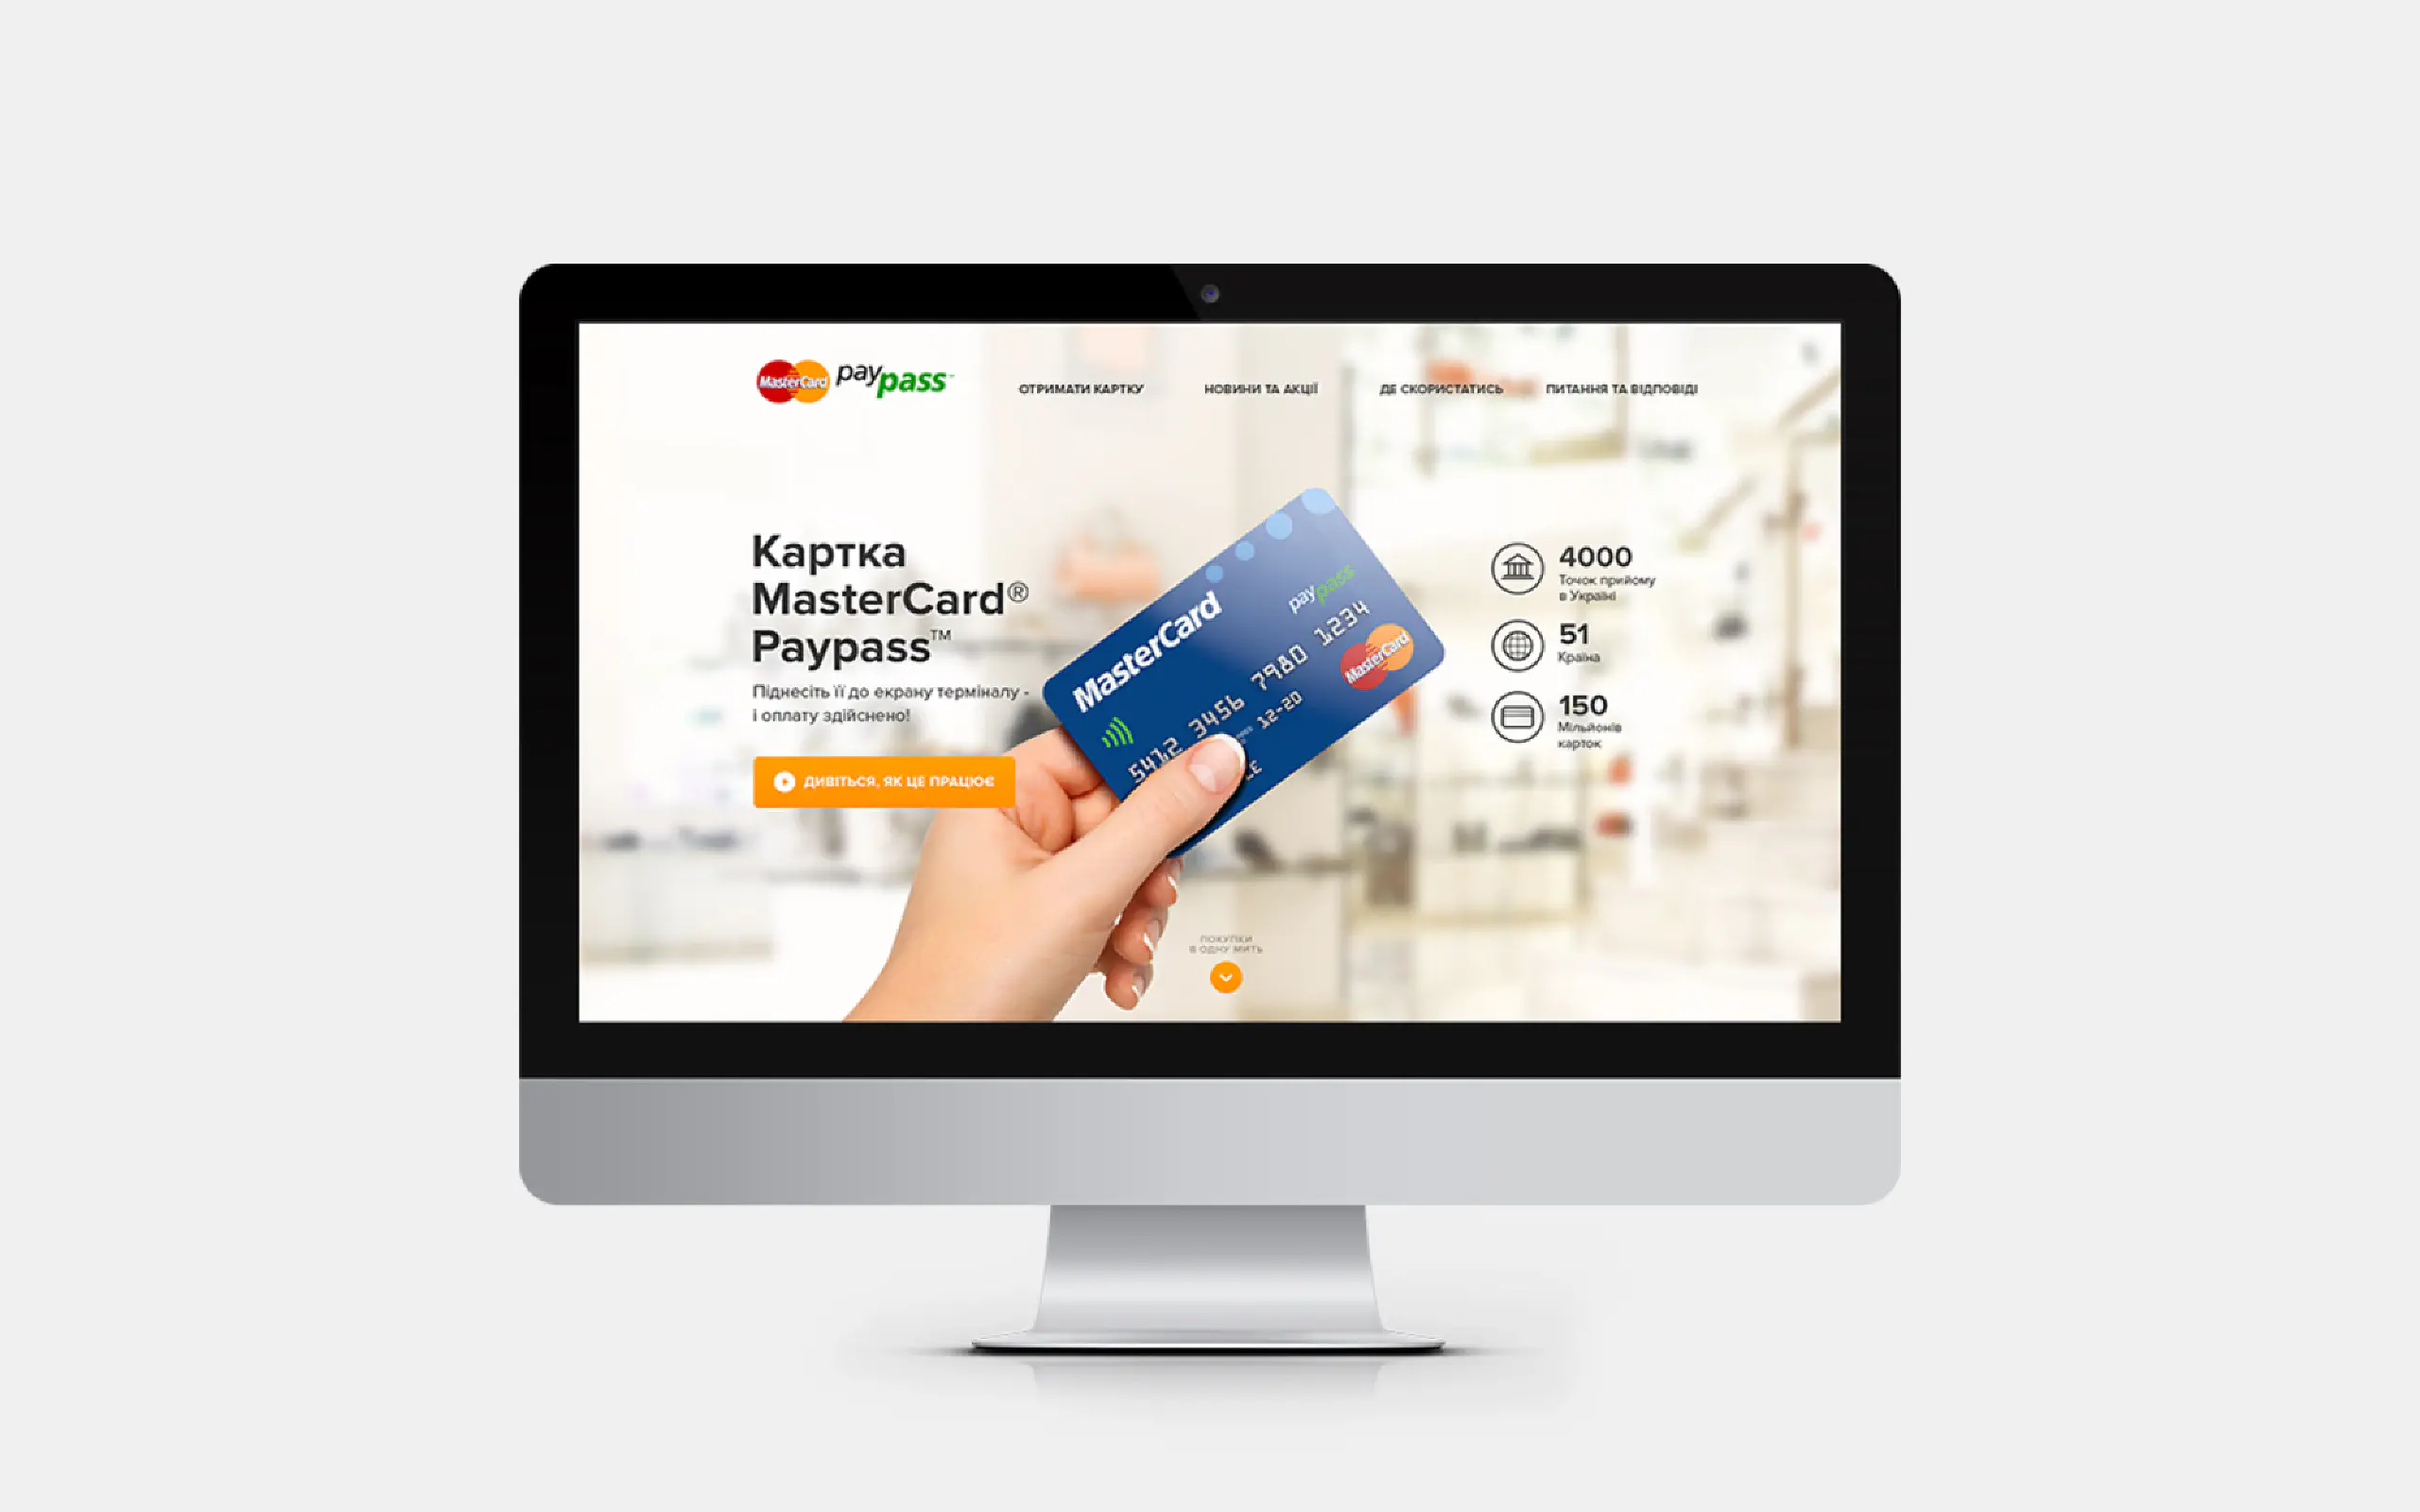 MasterCard paypass™
ОТРИМАТИ КАРТКУ
НОВИНИ ТА АКЦІЇ
ДЕ СКОРИСТАТИСЬ
ПИТАННЯ ТА ВІДПОВІДІ
Картка
MasterCard®
Paypass™
Піднесіть її до екрану терміналу -
і оплату здійснено!
ДИВІТЬСЯ, ЯК ЦЕ ПРАЦЮЄ
MasterCard
paypass
5412 3456 7980 1234
12-20
MasterCard
4000
Точок прийому
в Україні
51
Країна
150
Мільйонів
карток
ПОКУПКИ
В ОДНУ МИТЬ